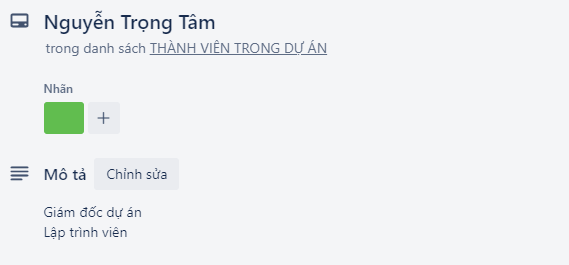 Nguyễn Trọng Tâm
trong danh sách THÀNH VIÊN TRONG DỰ ÁN
Nhãn
+
Mô tả Chỉnh sửa
Giám đốc dự án
Lập trình viên